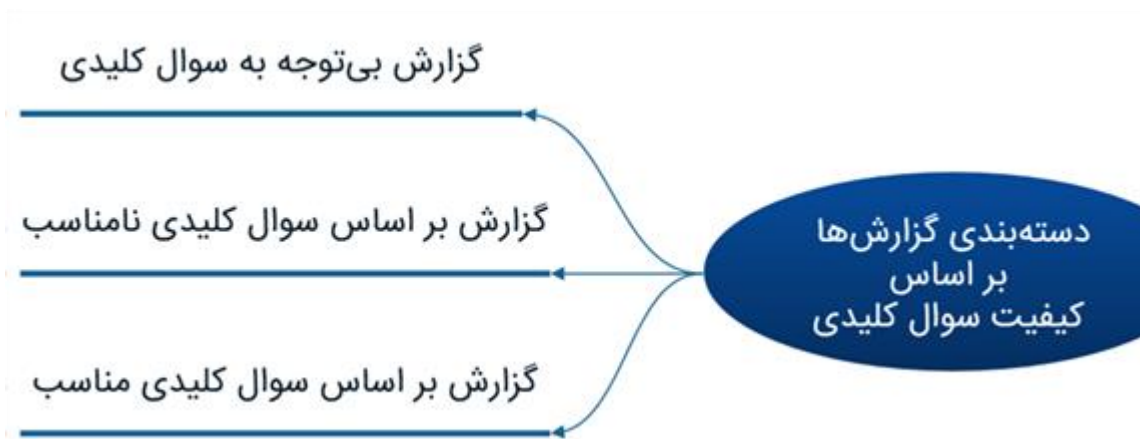 دسته‌بندی گزارش‌ها
بر اساس
کیفیت سوال کلیدی
گزارش بی‌توجه به سوال کلیدی
گزارش بر اساس سوال کلیدی نامناسب
گزارش بر اساس سوال کلیدی مناسب